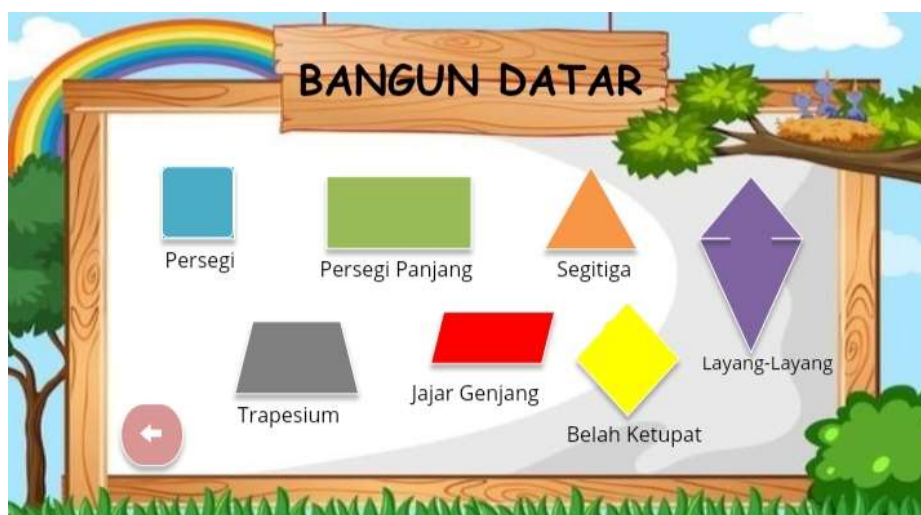 BANGUN DATAR
Persegi
Persegi Panjang
Segitiga
Layang-Layang
Trapesium
Jajar Genjang
Belah Ketupat